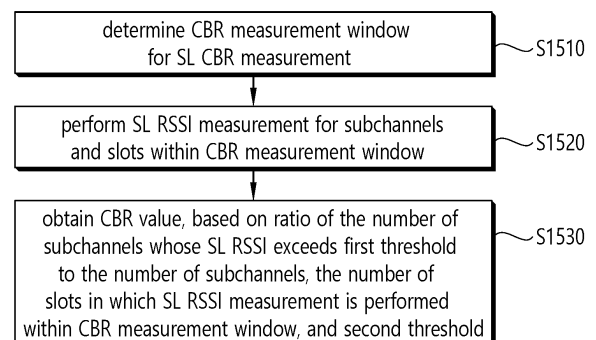 determine CBR measurement window
for SL CBR measurement
S1510
perform SL RSSI measurement for subchannels
and slots within CBR measurement window
S1520
obtain CBR value, based on ratio of the number of
subchannels whose SL RSSI exceeds first threshold
to the number of subchannels, the number of
slots in which SL RSSI measurement is performed
within CBR measurement window, and second threshold
S1530